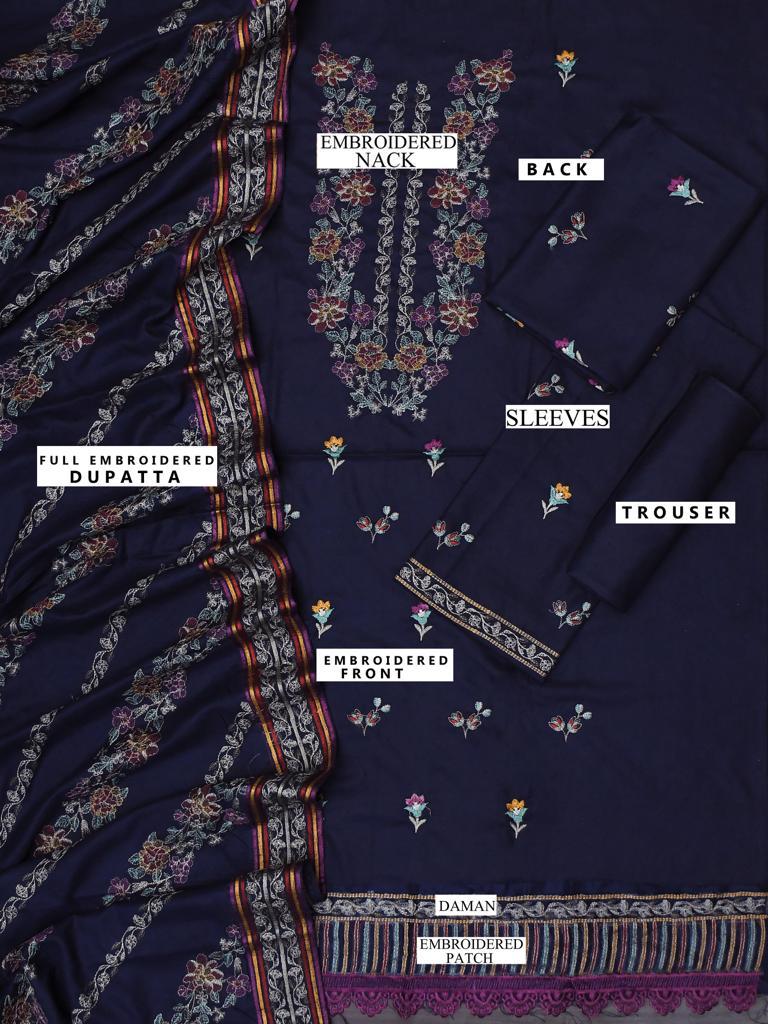 EMBROIDERED
NACK
BACK
SLEEVES
FULL EMBROIDERED
DUPATTA
TROUSER
EMBROIDERED
FRONT
DAMAN
EMBROIDERED
PATCH